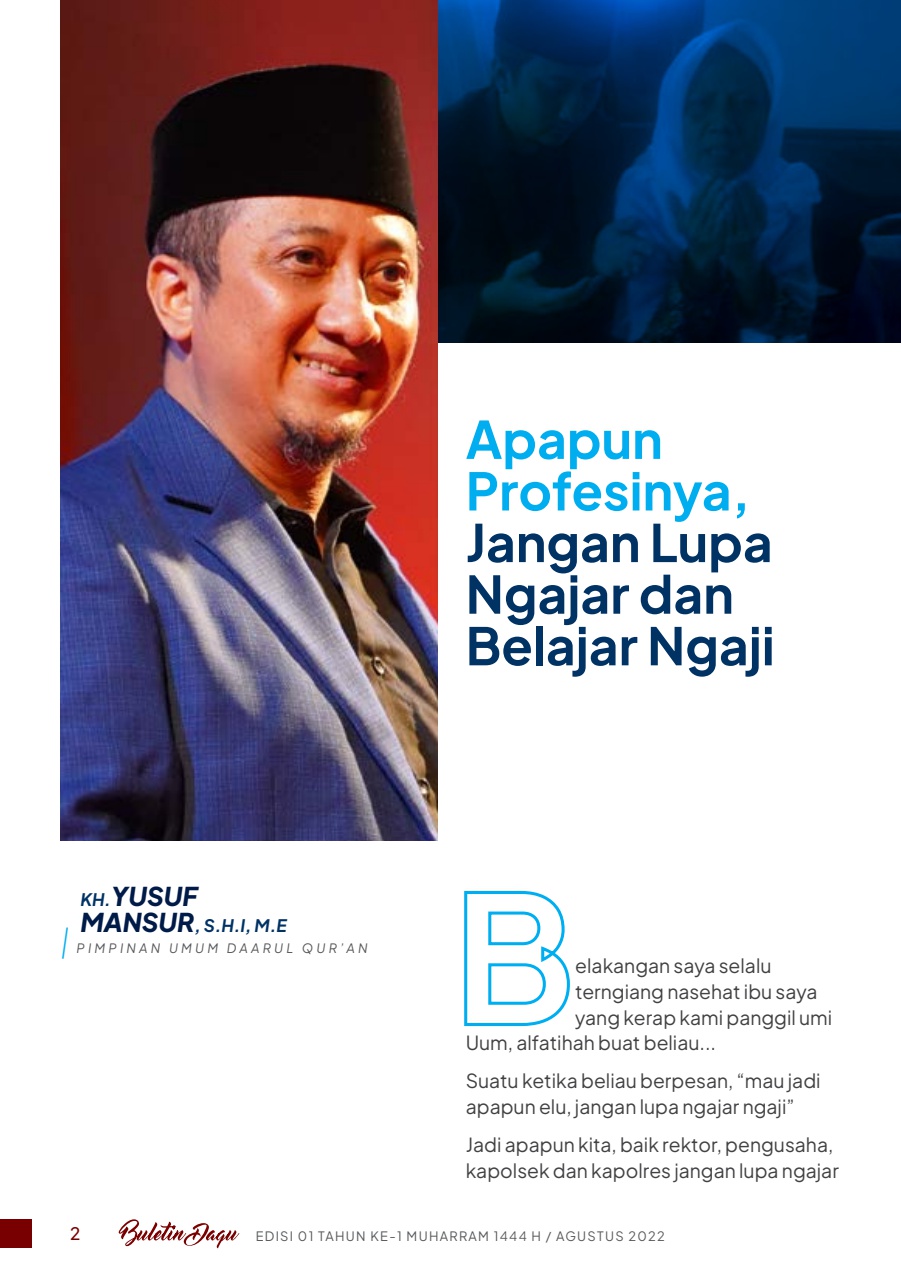 Apapun
Profesinya,
Jangan Lupa
Ngajar dan
Belajar Ngaji
KH. YUSUF
MANSUR, S.H.I, M.E
PIMPINAN UMUM DAARUL QUR'AN
Belakangan saya selalu
terngiang nasehat ibu saya
yang kerap kami panggil umi
Uum, alfatihah buat beliau...
Suatu ketika beliau berpesan, “mau jadi
apapun elu, jangan lupa ngajar ngaji”
Jadi apapun kita, baik rektor, pengusaha,
kapolsek dan kapolres jangan lupa ngajar
2 Buletin Daqu EDISI 01 TAHUN KE-1 MUHARRAM 1444 H / AGUSTUS 2022